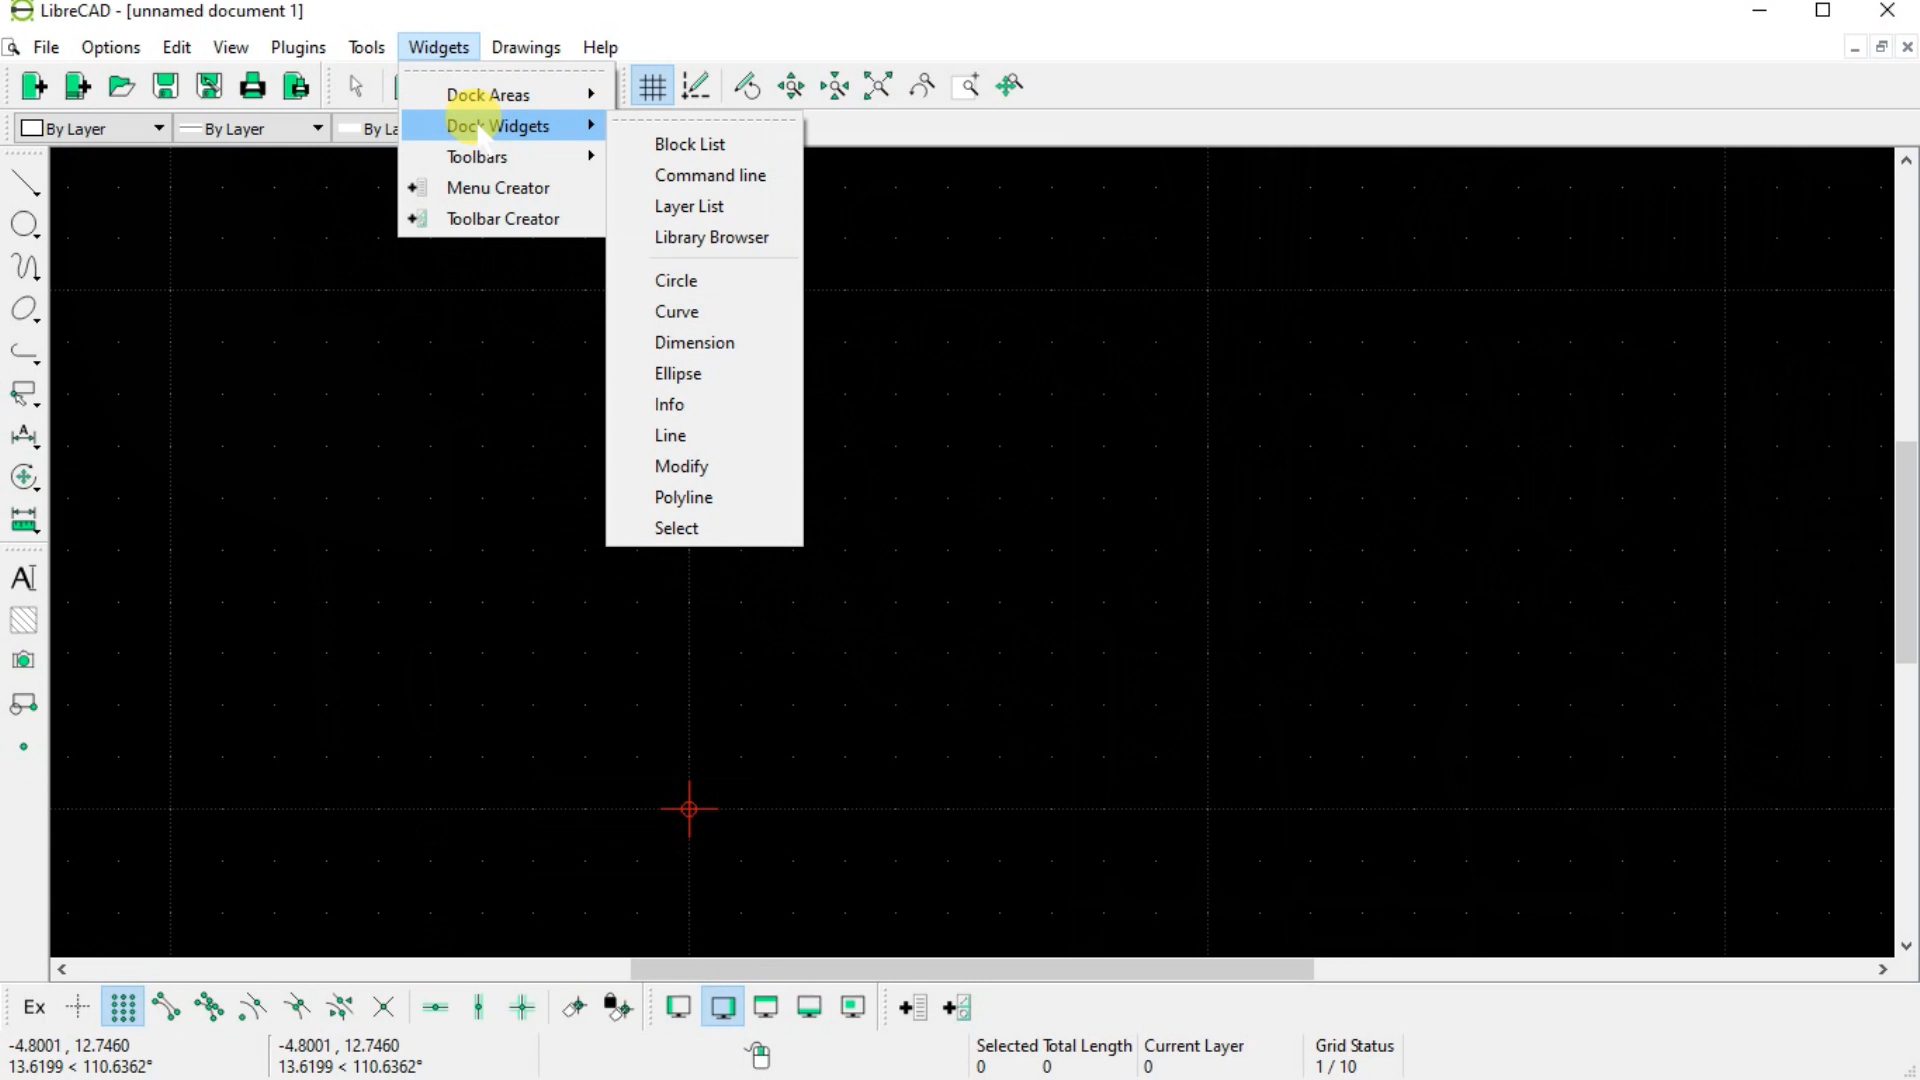 LibreCAD - [unnamed document 1]
File Options Edit View Plugins Tools Widgets Drawings Help
By Layer By Layer By La
Dock Areas
Dock Widgets
Toolbars
Menu Creator
Toolbar Creator
Block List
Command line
Layer List
Library Browser
Circle
Curve
Dimension
Ellipse
Info
Line
Modify
Polyline
Select
Ex
-4.8001 , 12.7460 -4.8001 , 12.7460 Selected Total Length Current Layer Grid Status
13.6199 < 110.6362° 13.6199 < 110.6362° 0 0 0 1 / 10